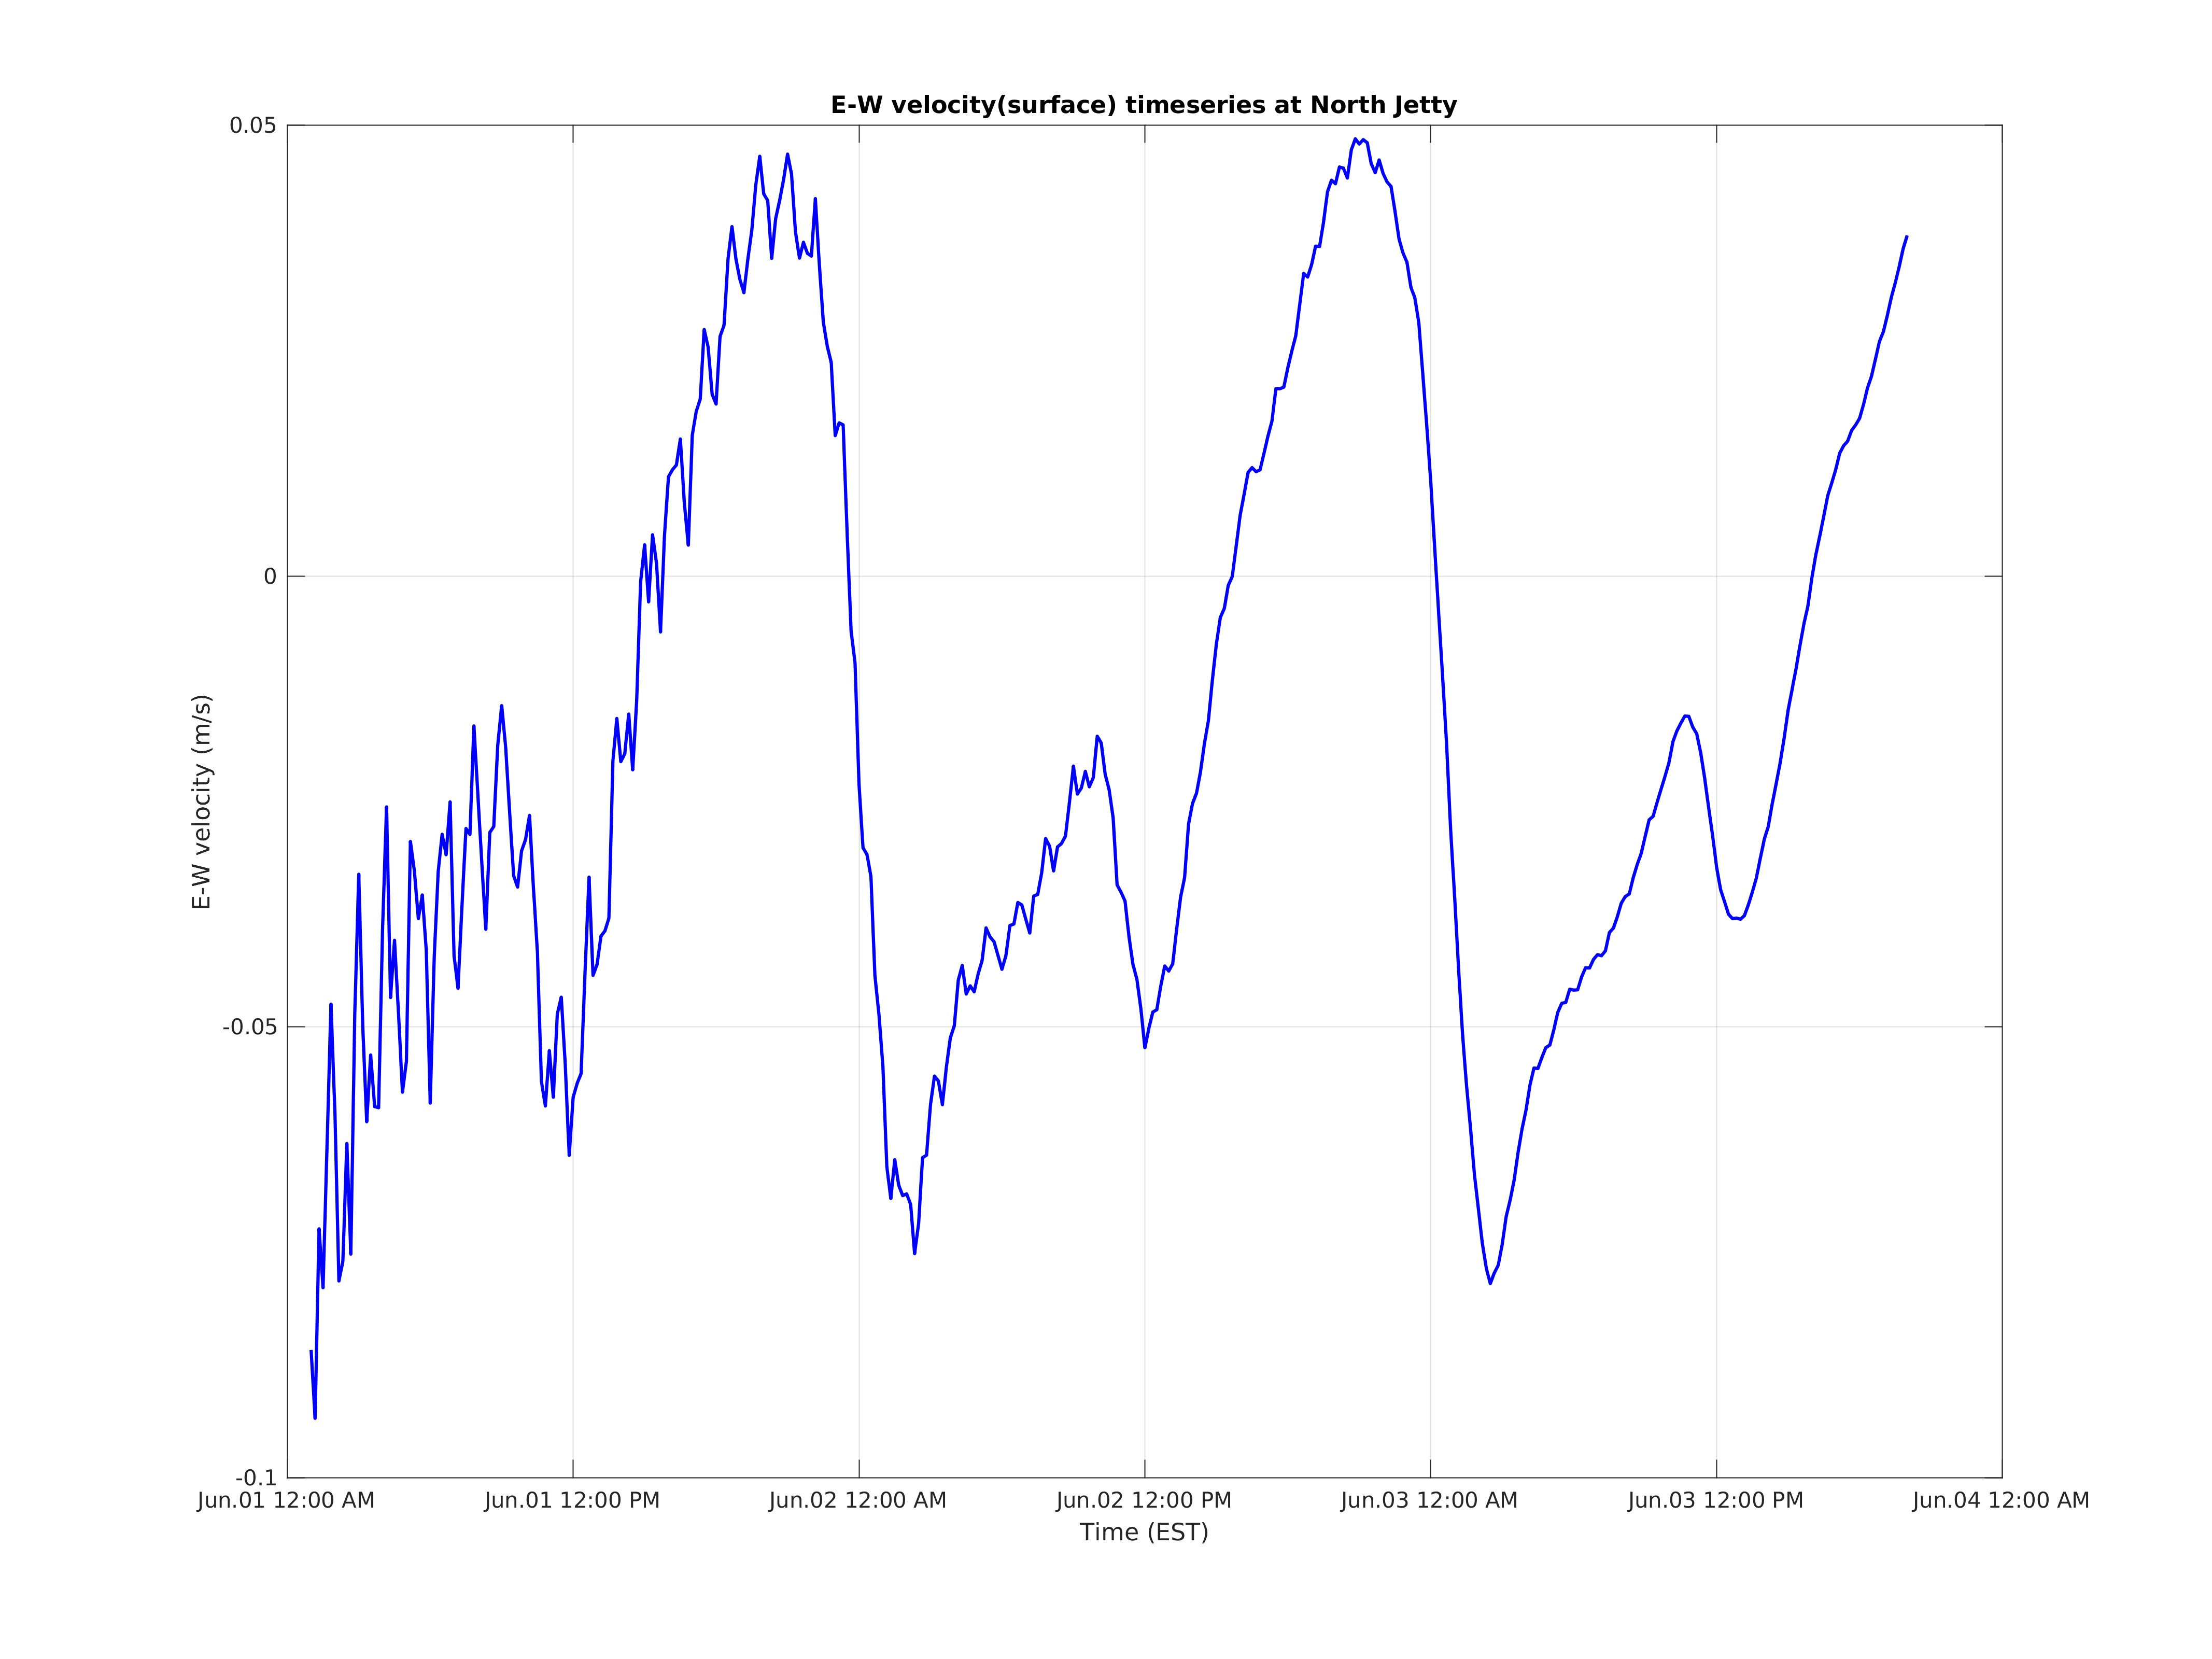 E-W velocity(surface) timeseries at North Jetty
0.05
0
-0.05
-0.1
E-W velocity (m/s)
Jun.01 12:00 AM
Jun.01 12:00 PM
Jun.02 12:00 AM
Jun.02 12:00 PM
Jun.03 12:00 AM
Jun.03 12:00 PM
Jun.04 12:00 AM
Time (EST)